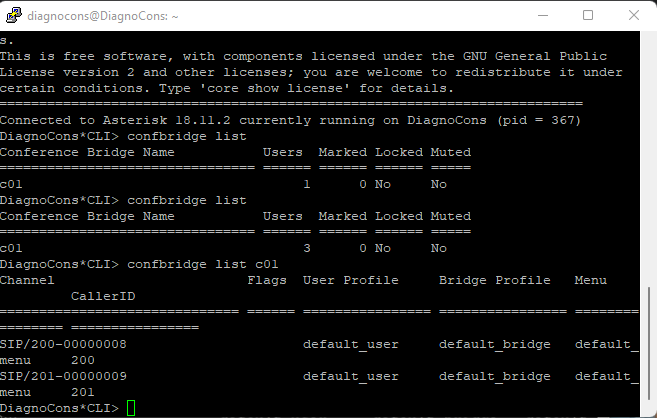 diagnocons@DiagnoCons: ~
s.
This is free software, with components licensed under the GNU General Public
License version 2 and other licenses; you are welcome to redistribute it under
certain conditions. Type 'core show license' for details.
=========================================================================
Connected to Asterisk 18.11.2 currently running on DiagnoCons (pid = 367)
DiagnoCons*CLI> confbridge list
Conference Bridge Name           Users  Marked Locked Muted
================================ ====== ====== ====== =====
c01                                   1      0 No     No
DiagnoCons*CLI> confbridge list
Conference Bridge Name           Users  Marked Locked Muted
================================ ====== ====== ====== =====
c01                                   3      0 No     No
DiagnoCons*CLI> confbridge list c01
Channel                        Flags  User Profile     Bridge Profile   Menu
         CallerID
============================== ====== ================ ================ ========
======== ================
SIP/200-00000008                      default_user     default_bridge   default_
menu     200
SIP/201-00000009                      default_user     default_bridge   default_
menu     201
DiagnoCons*CLI>